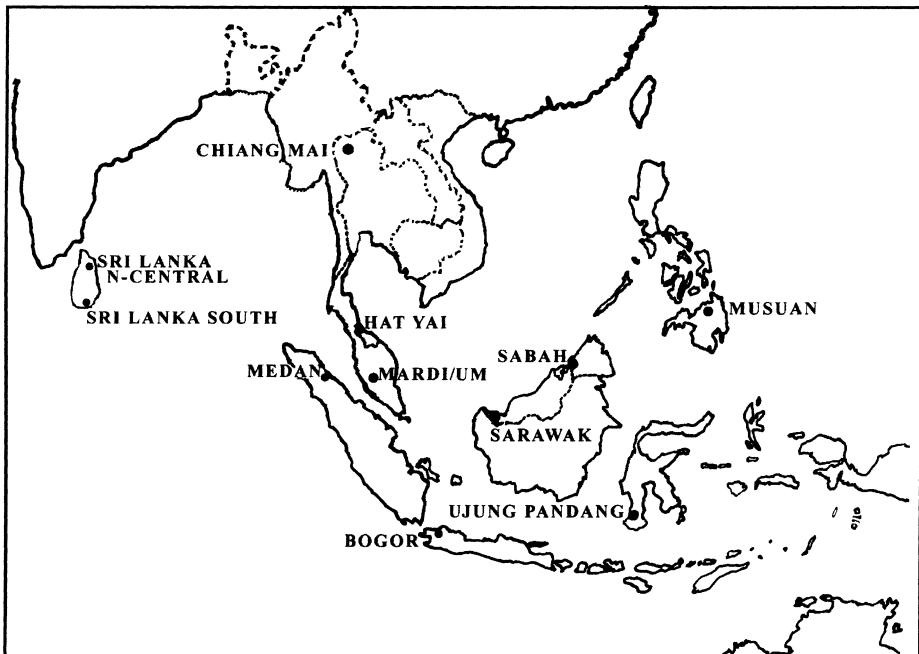 CHIANG MAI
SRI LANKA
N-CENTRAL
SRI LANKA SOUTH
HAT YAI
MUSUAN
SABAH
MEDAN
MARDI/UM
SARAWAK
UJUNG PANDANG
BOGOR